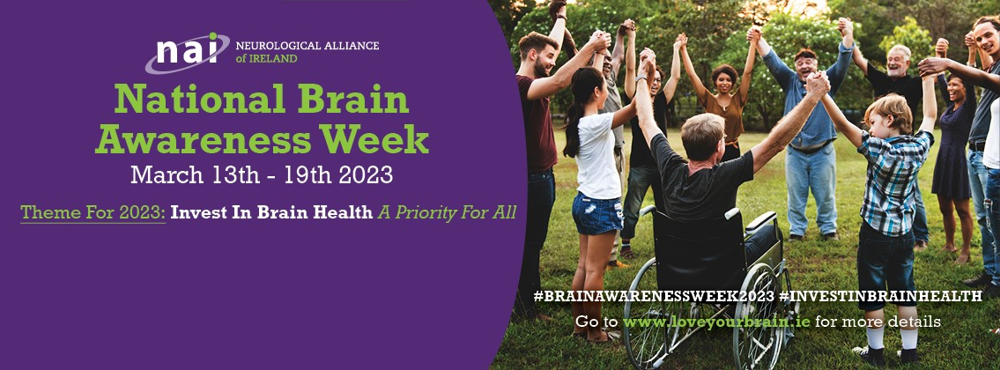 nai NEUROLOGICAL ALLIANCE
of IRELAND
National Brain
Awareness Week
March 13th - 19th 2023
Theme For 2023: Invest In Brain Health A Priority For All
#BRAINAWARENESSWEEK2023 #INVESTINBRAINHEALTH
Go to www.loveyourbrain.ie for more details